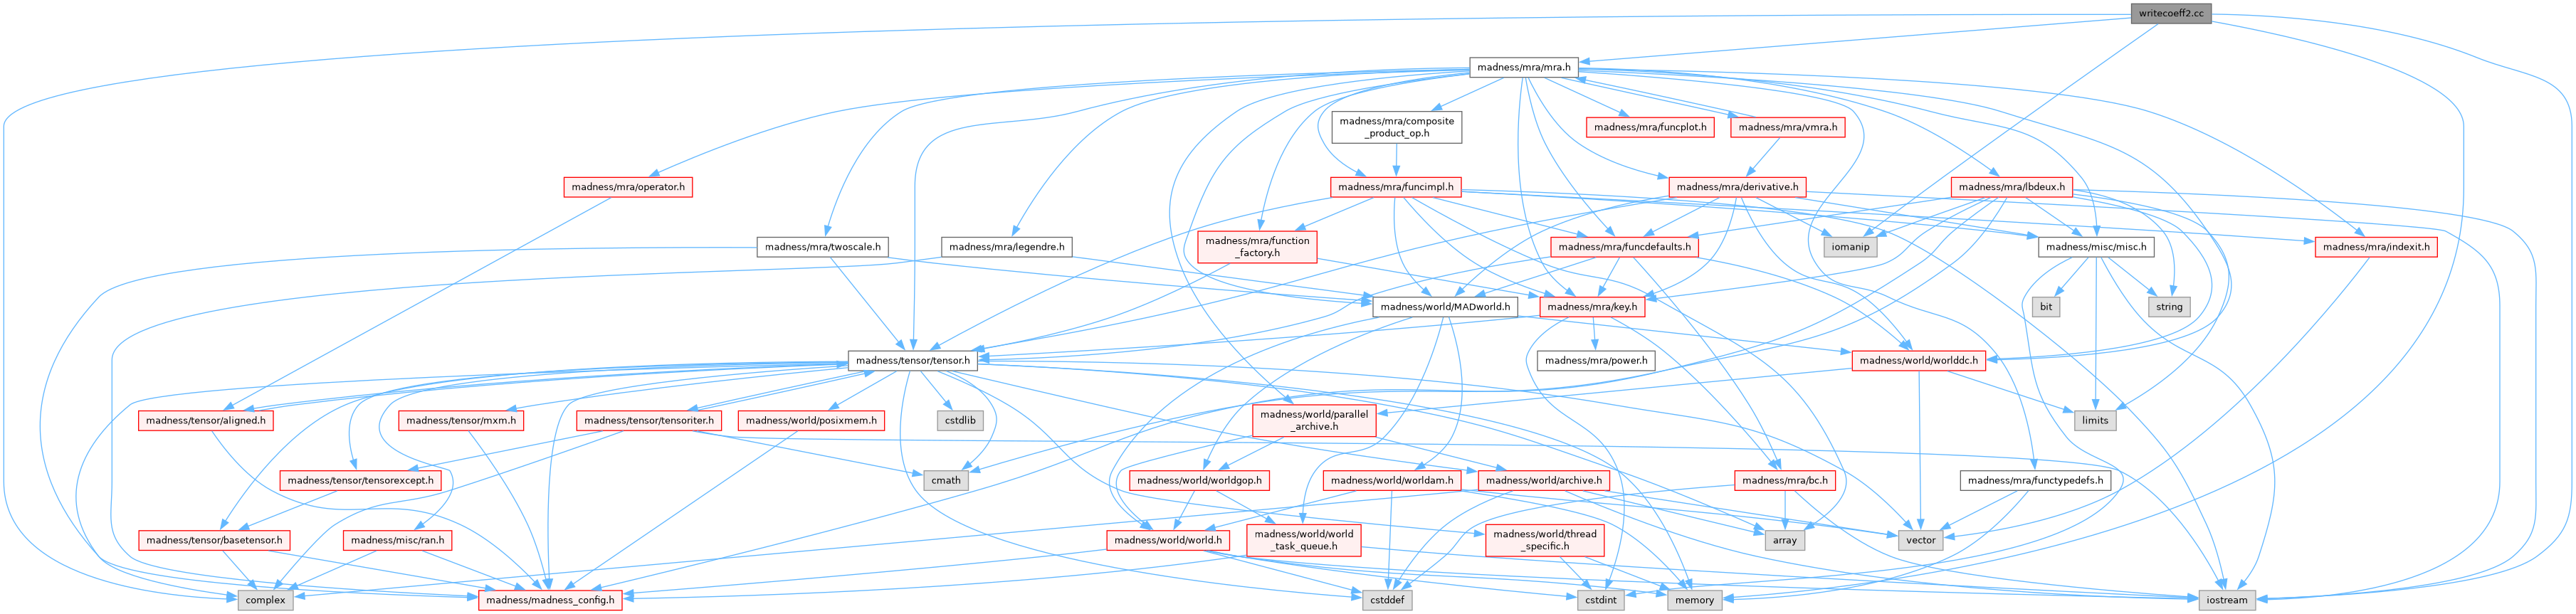 writecoeff2.cc
madness/mra/mra.h
madness/mra/composite
_product_op.h
madness/mra/funcplot.h
madness/mra/vmra.h
madness/mra/operator.h
madness/mra/funcimpl.h
madness/mra/derivative.h
madness/mra/lbdeux.h
madness/mra/twoscale.h
madness/mra/legendre.h
madness/mra/function
_factory.h
madness/mra/funcdefaults.h
iomanip
madness/misc/misc.h
madness/mra/indexit.h
madness/world/MADworld.h
madness/mra/key.h
bit
string
madness/tensor/tensor.h
madness/mra/power.h
madness/world/worlddc.h
madness/tensor/aligned.h
madness/tensor/mxm.h
madness/tensor/tensoriter.h
madness/world/posixmem.h
cstdlib
madness/world/parallel
_archive.h
limits
madness/tensor/tensorexcept.h
cmath
madness/world/worldgop.h
madness/world/worldam.h
madness/world/archive.h
madness/mra/bc.h
madness/mra/functypedefs.h
madness/tensor/basetensor.h
madness/misc/ran.h
madness/world/world.h
madness/world/world
_task_queue.h
madness/world/thread
_specific.h
array
vector
complex
madness/madness_config.h
cstddef
cstdint
memory
iostream